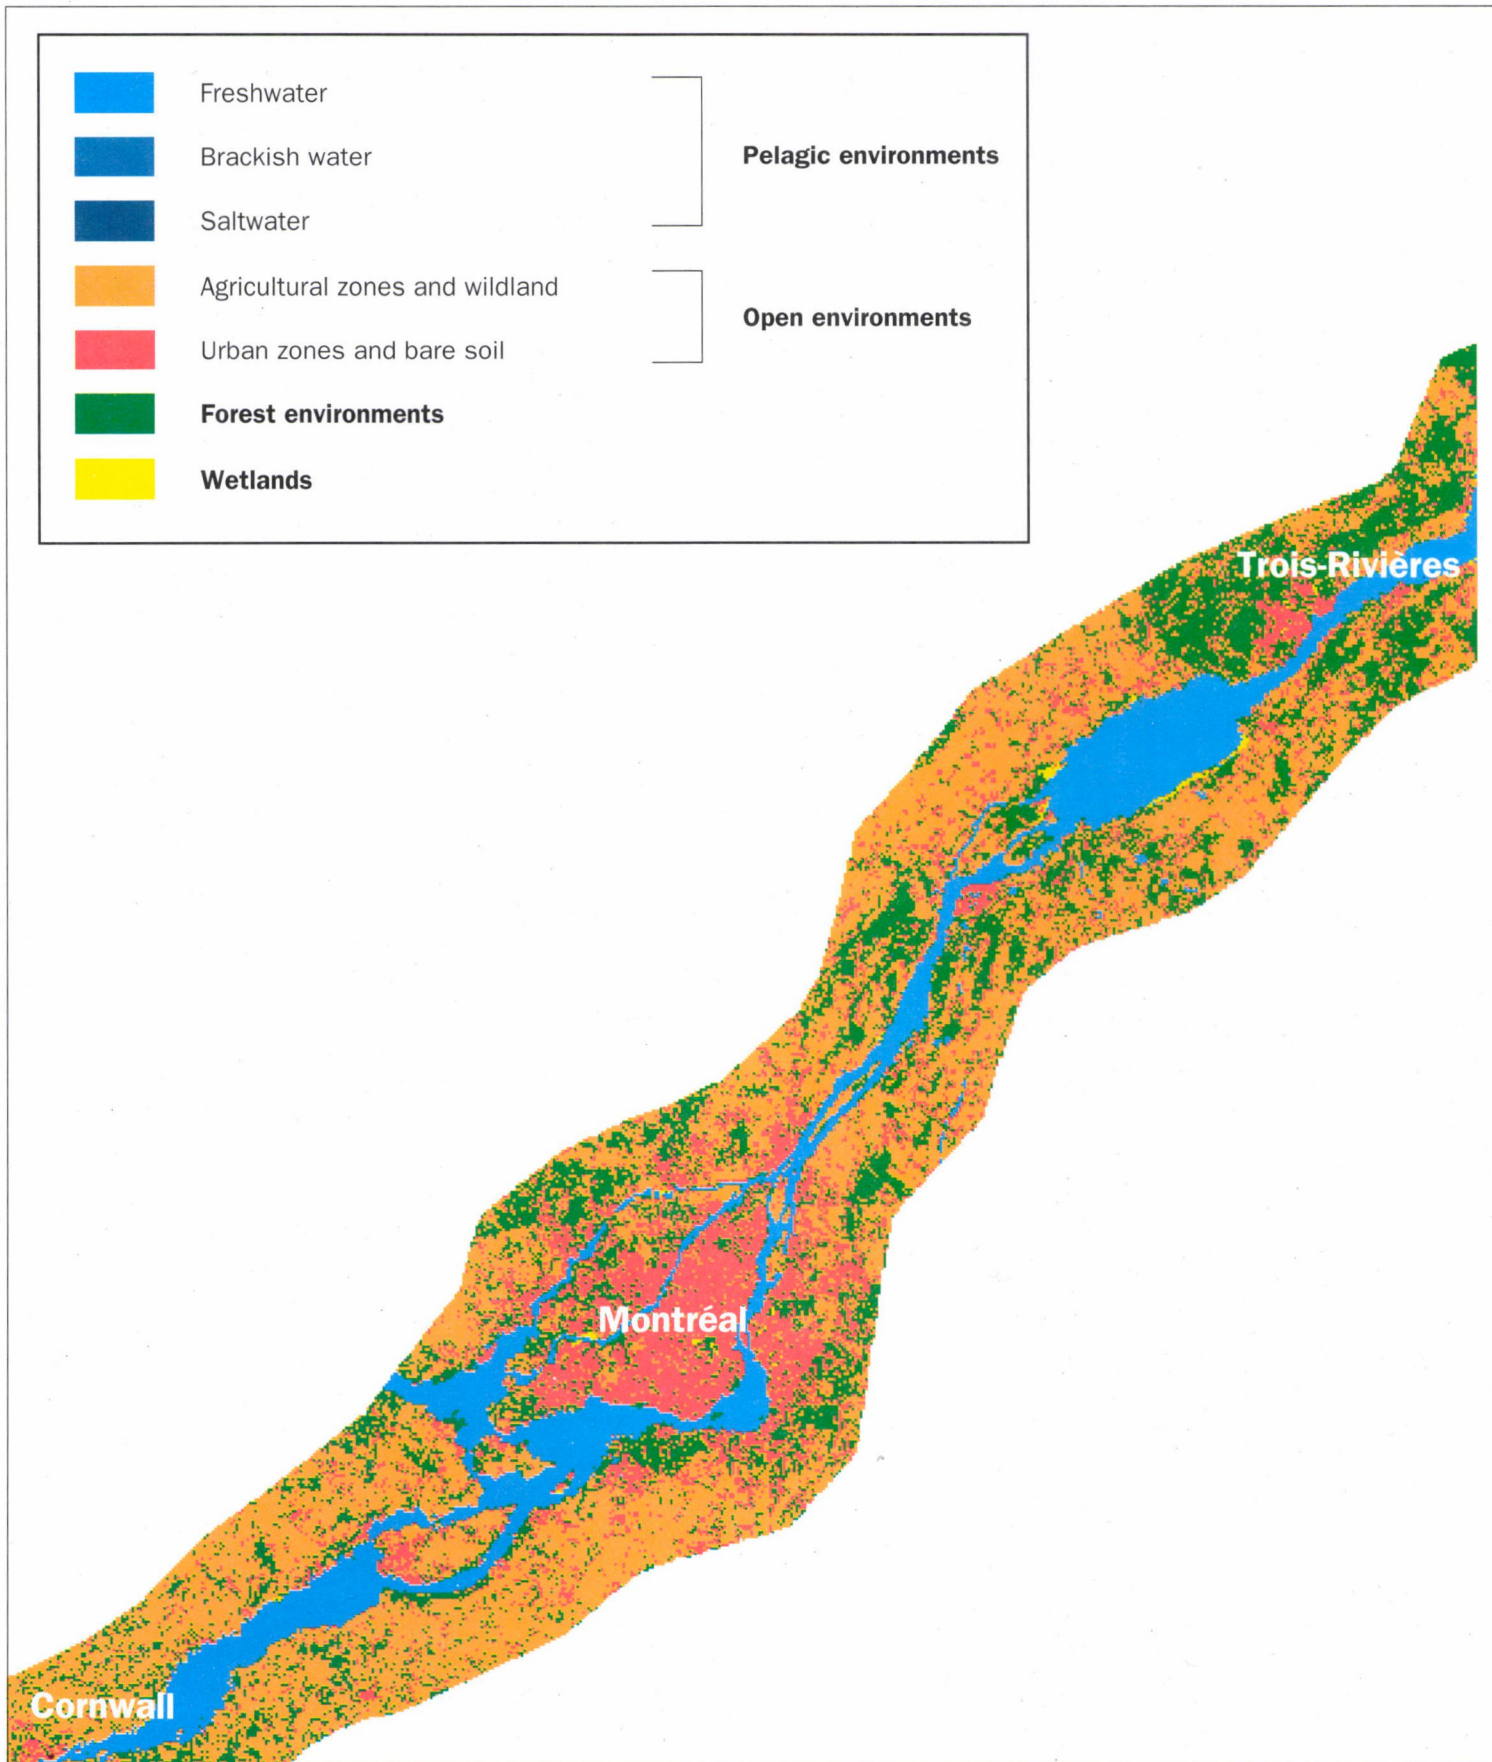 Freshwater
Brackish water
Saltwater
Pelagic environments
Agricultural zones and wildland
Urban zones and bare soil
Open environments
Forest environments
Wetlands
Trois-Rivières
Montréal
Cornwall